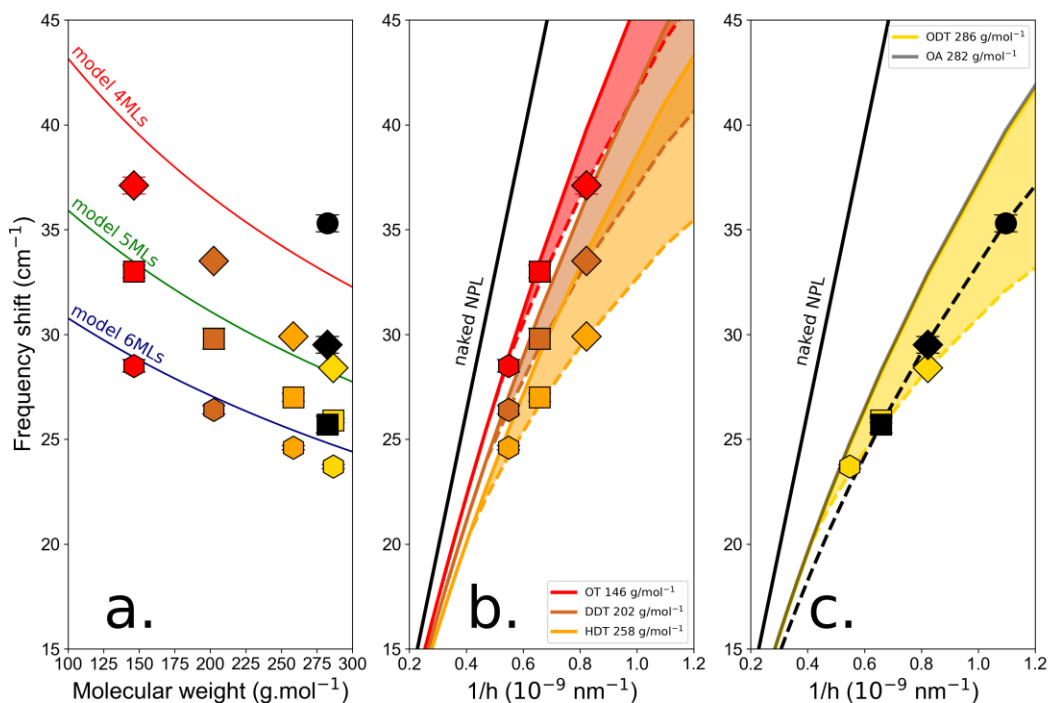 45
40
35
30
25
20
15
Frequency shift (cm⁻¹)
model 4MLs
model 5MLs
model 6MLs
a.
100 125 150 175 200 225 250 275 300
Molecular weight (g.mol⁻¹)
45
40
35
30
25
20
15
naked NPL
b.
OT 146 g/mol⁻¹
DDT 202 g/mol⁻¹
HDT 258 g/mol⁻¹
0.2 0.4 0.6 0.8 1.0 1.2
1/h (10⁻⁹ nm⁻¹)
45
40
35
30
25
20
15
ODT 286 g/mol⁻¹
OA 282 g/mol⁻¹
naked NPL
c.
0.2 0.4 0.6 0.8 1.0 1.2
1/h (10⁻⁹ nm⁻¹)